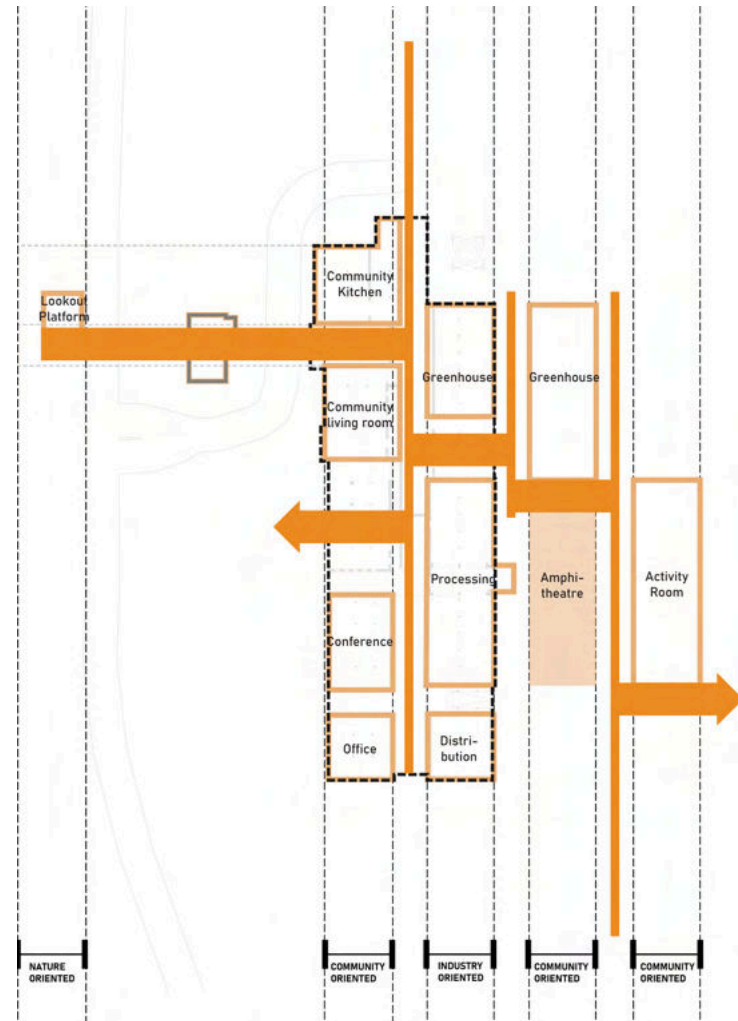 Community
Kitchen
Lookout
Platform
Greenhouse
Greenhouse
Community
living room
Processing
Amphi-
theatre
Activity
Room
Conference
Office
Distri-
bution
NATURE
ORIENTED
COMMUNITY
ORIENTED
INDUSTRY
ORIENTED
COMMUNITY
ORIENTED
COMMUNITY
ORIENTED